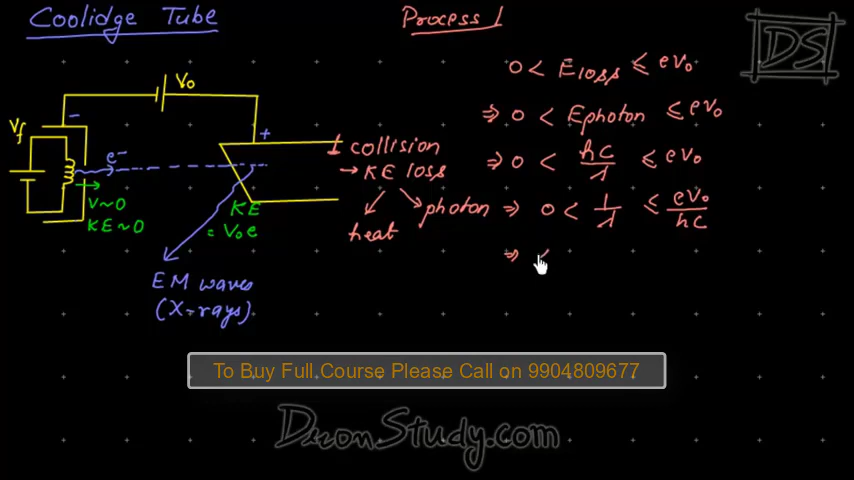 Coolidge Tube
Process 1
DS
0 < Eloss ≤ eV₀
V₀
⇒ 0 < Ephoton ≤ eV₀
Vf
-
+
e⁻
1 collision
→ KE loss
⇒ 0 < hc/λ ≤ eV₀
V~0
KE~0
KE
= V₀e
heat
photon
⇒ 0 < 1/λ ≤ eV₀/hc
⇒
EM waves
(X-rays)
To Buy Full Course Please Call on 9904809677
DronStudy.com